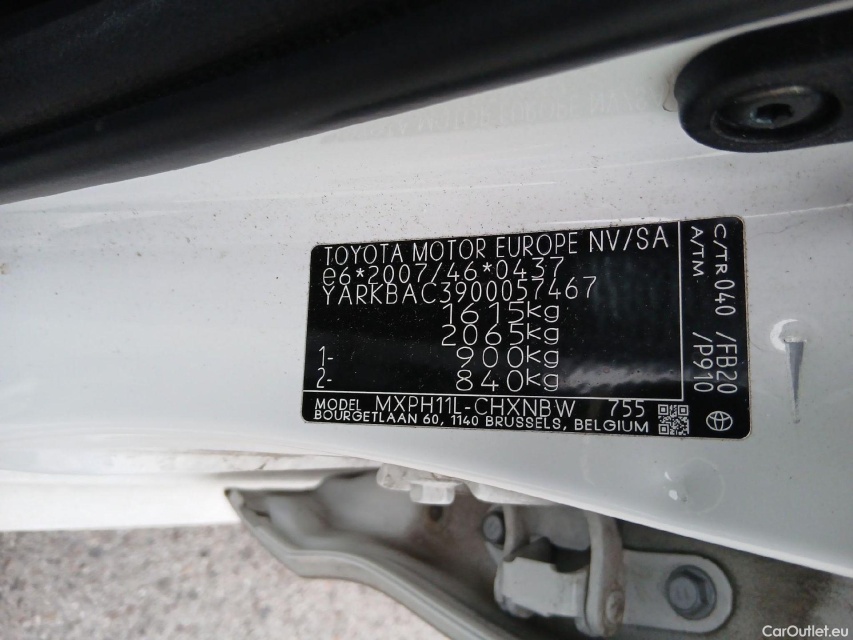 TOYOTA MOTOR EUROPE NV/SA
e6*2007/46*0437
YARKBAC3900057467
1615kg
2065kg
1- 900kg
2- 840kg
MODEL MXPH11L-CHXNBW 755
BOURGETLAAN 60, 1140 BRUSSELS, BELGIUM
C/TR 040 /FB20
A/TM /P910
CarOutlet.eu